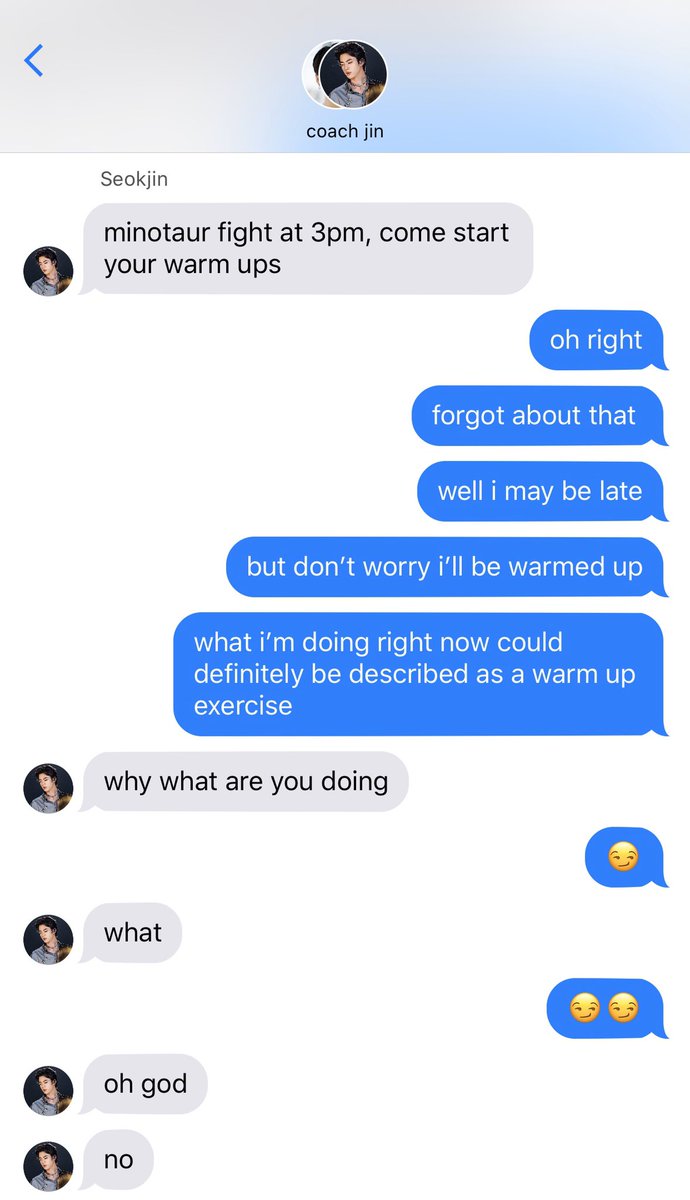 coach jin
Seokjin
minotaur fight at 3pm, come start
your warm ups
oh right
forgot about that
well i may be late
but don’t worry i’ll be warmed up
what i’m doing right now could
definitely be described as a warm up
exercise
why what are you doing
😏
what
😏😏
oh god
no